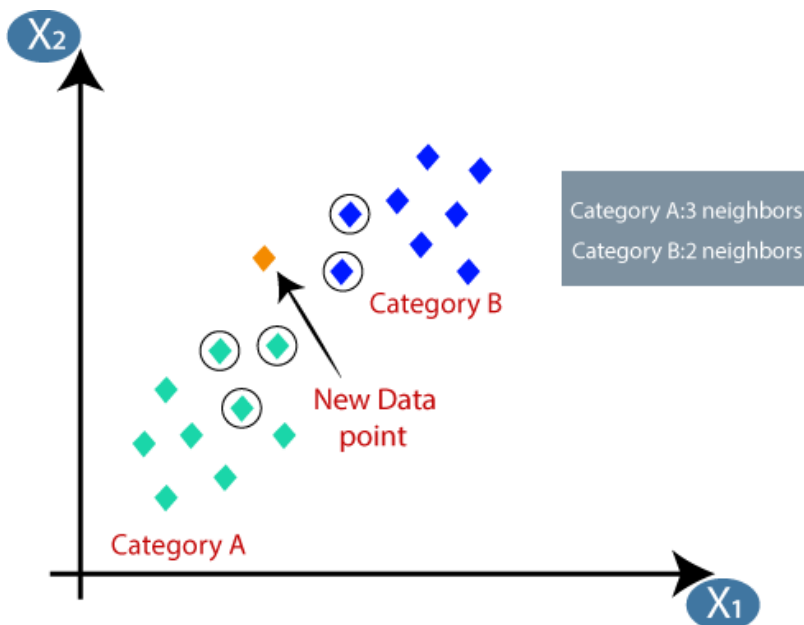 X₂
Category A:3 neighbors
Category B:2 neighbors
Category B
New Data
point
Category A
X₁